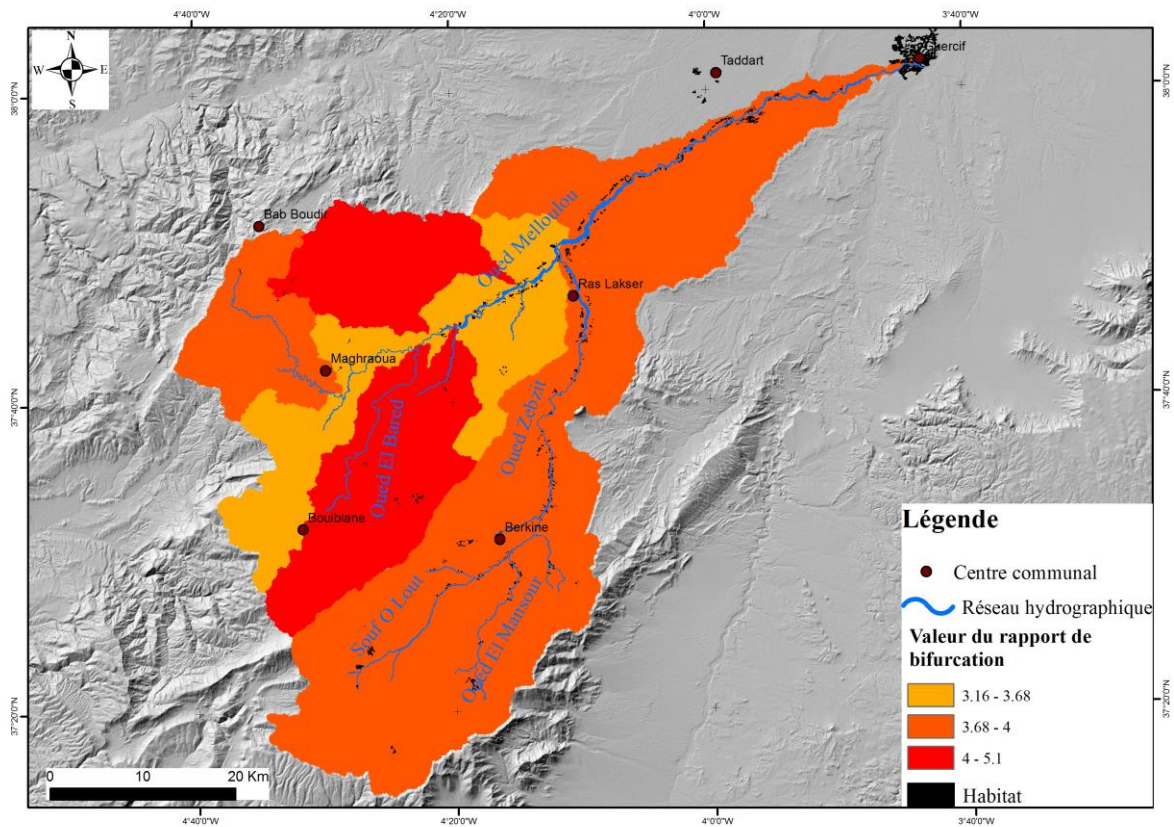 4°40'0"W
4°20'0"W
4°0'0"W
3°40'0"W
N
W
E
S
Guercif
Taddart
38°0'0"N
38°0'0"N
Bab Boudir
Oued Melloulou
Ras Lakser
Maghraoua
37°40'0"N
37°40'0"N
Oued Zebzit
Oued El Bared
Bouiblane
Berkine
Souf O Lout
Oued El Mansour
37°20'0"N
37°20'0"N
Légende
Centre communal
Réseau hydrographique
Valeur du rapport de
bifurcation
3.16 - 3.68
3.68 - 4
4 - 5.1
Habitat
0
10
20 Km
4°40'0"W
4°20'0"W
4°0'0"W
3°40'0"W